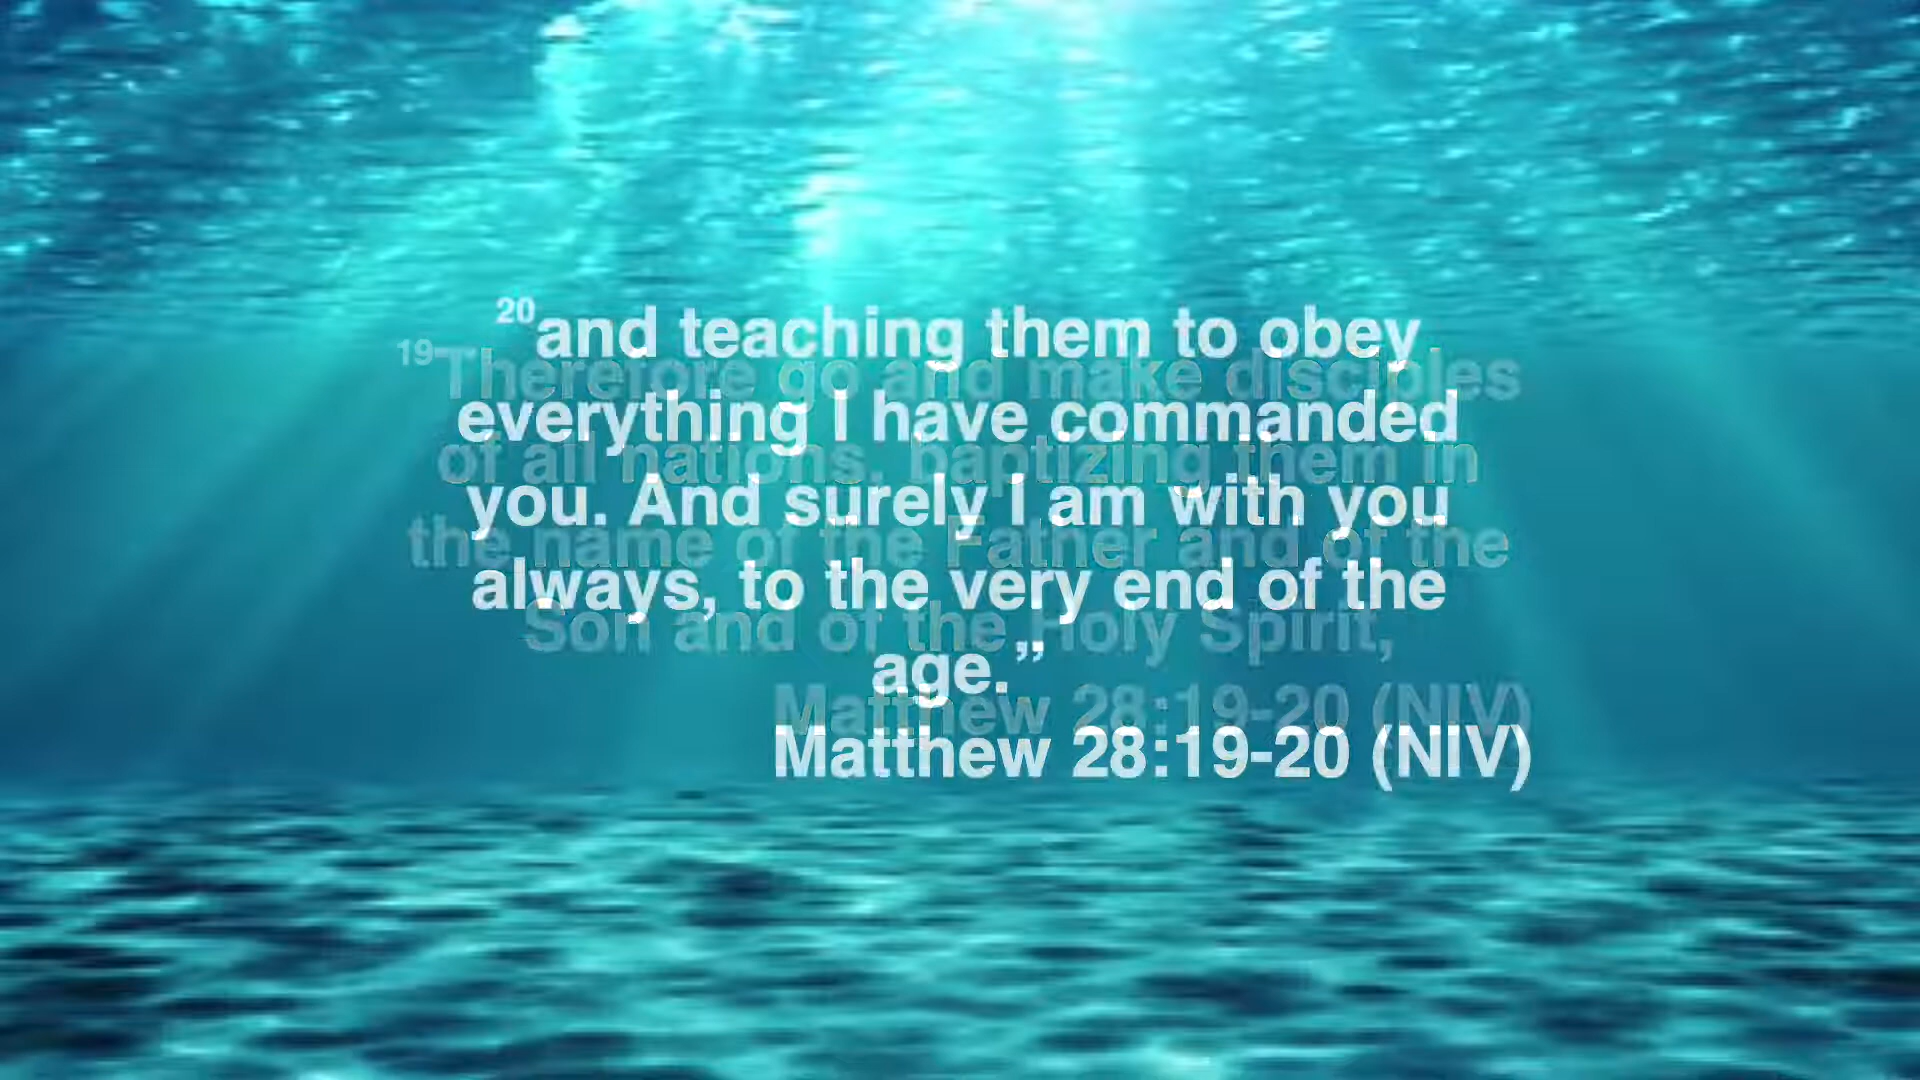 20and teaching them to obey
everything I have commanded
you. And surely I am with you
always, to the very end of the
age.”
Matthew 28:19-20 (NIV)
19Therefore go and make disciples
of all nations, baptizing them in
the name of the Father and of the
Son and of the Holy Spirit,
Matthew 28:19-20 (NIV)